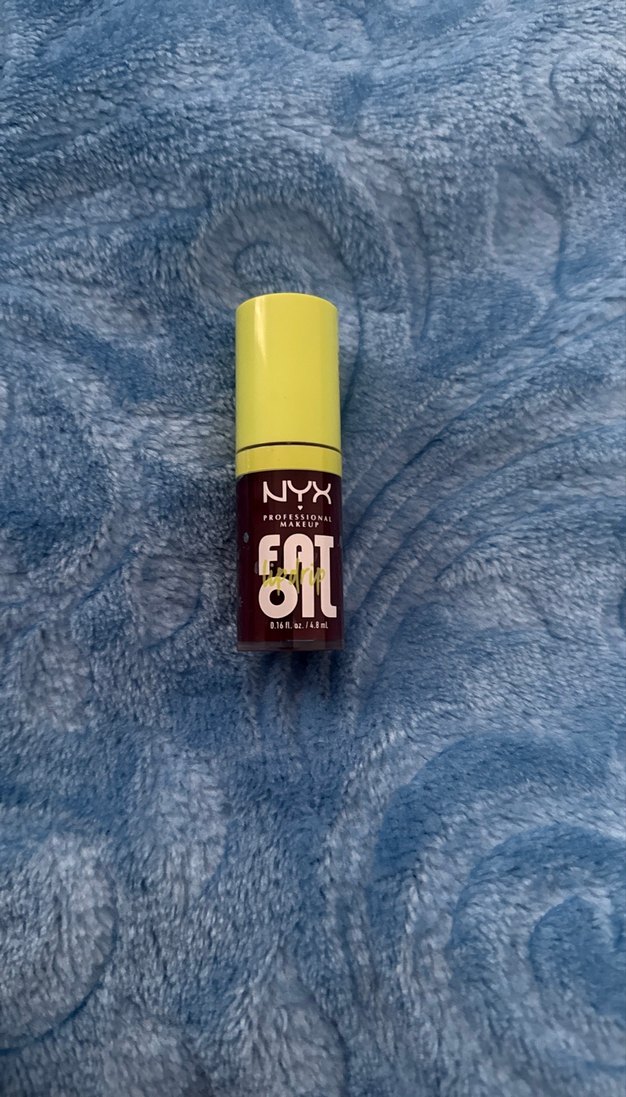 NYX
PROFESSIONAL
MAKEUP
FAT
lip drip
OIL
0.16 fl. oz. / 4.8 mL